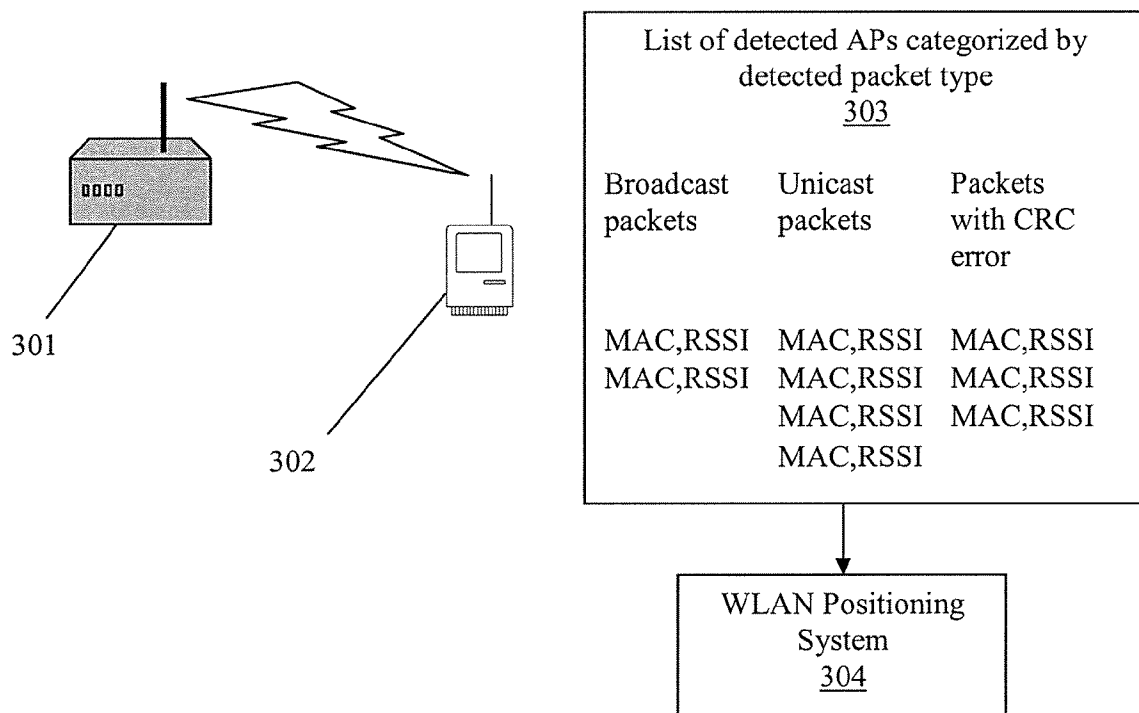 List of detected APs categorized by
detected packet type
303
Broadcast
packets
Unicast
packets
Packets
with CRC
error
MAC,RSSI MAC,RSSI MAC,RSSI
MAC,RSSI MAC,RSSI MAC,RSSI
MAC,RSSI MAC,RSSI
MAC,RSSI
301
302
WLAN Positioning
System
304